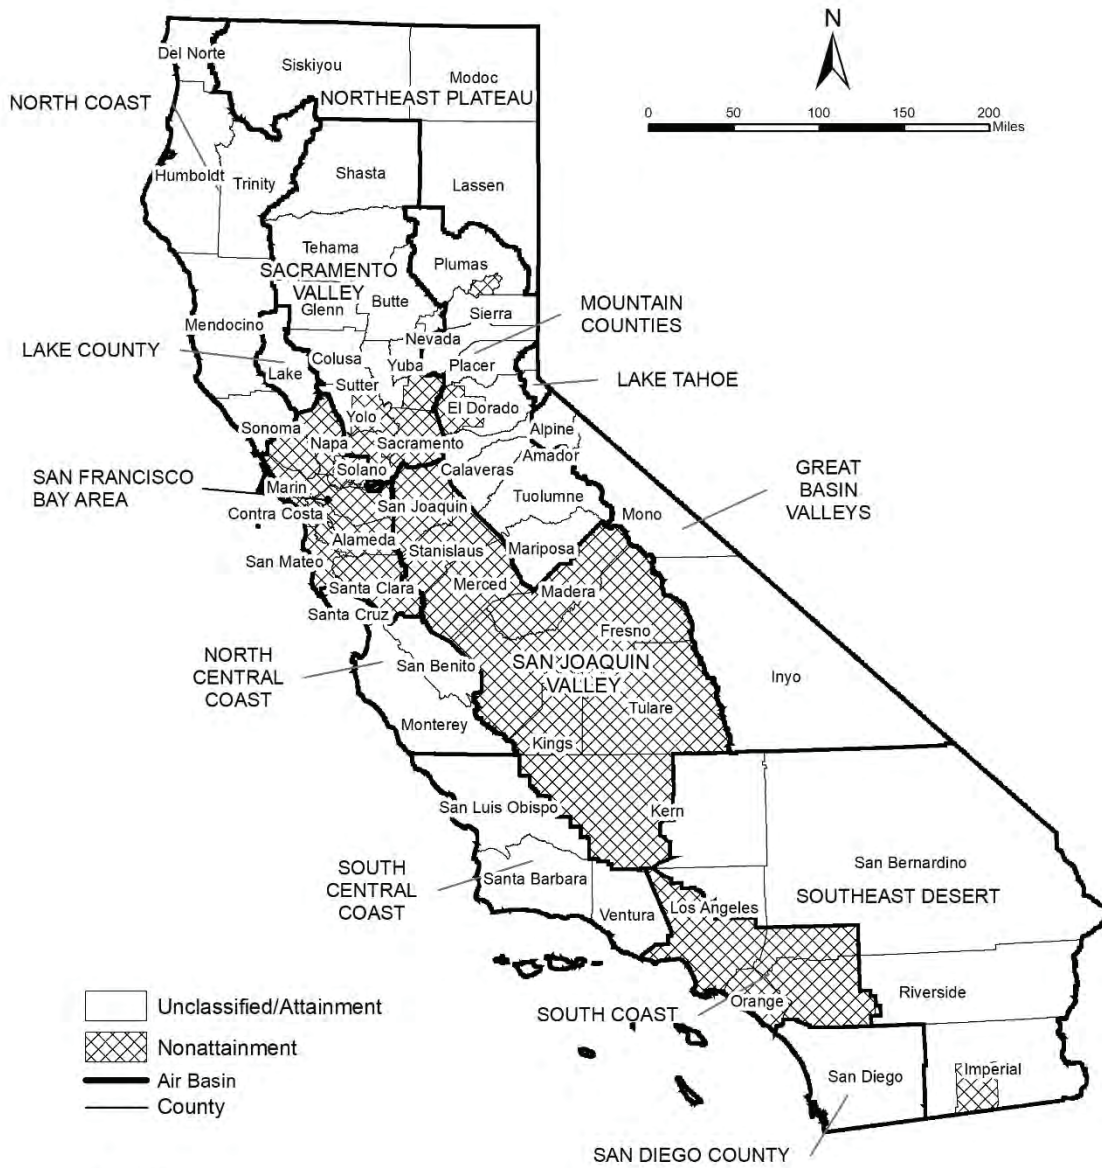 N
0 50 100 150 200
Miles
Del Norte
Siskiyou
Modoc
NORTH COAST
NORTHEAST PLATEAU
Humboldt
Trinity
Shasta
Lassen
Tehama
SACRAMENTO
VALLEY
Plumas
Glenn
Butte
Sierra
MOUNTAIN
COUNTIES
Mendocino
Nevada
LAKE COUNTY
Lake
Colusa
Yuba
Placer
LAKE TAHOE
Sutter
El Dorado
Yolo
Sonoma
Napa
Sacramento
Alpine
Amador
SAN FRANCISCO
BAY AREA
Solano
Calaveras
GREAT
BASIN
VALLEYS
Marin
Tuolumne
Contra Costa
San Joaquin
Mono
Alameda
Stanislaus
Mariposa
San Mateo
Santa Clara
Merced
Madera
Santa Cruz
Fresno
NORTH
CENTRAL
COAST
San Benito
SAN JOAQUIN
VALLEY
Inyo
Tulare
Monterey
Kings
San Luis Obispo
Kern
San Bernardino
SOUTH
CENTRAL
COAST
Santa Barbara
SOUTHEAST DESERT
Ventura
Los Angeles
Riverside
Orange
SOUTH COAST
San Diego
Imperial
SAN DIEGO COUNTY
Unclassified/Attainment
Nonattainment
Air Basin
County